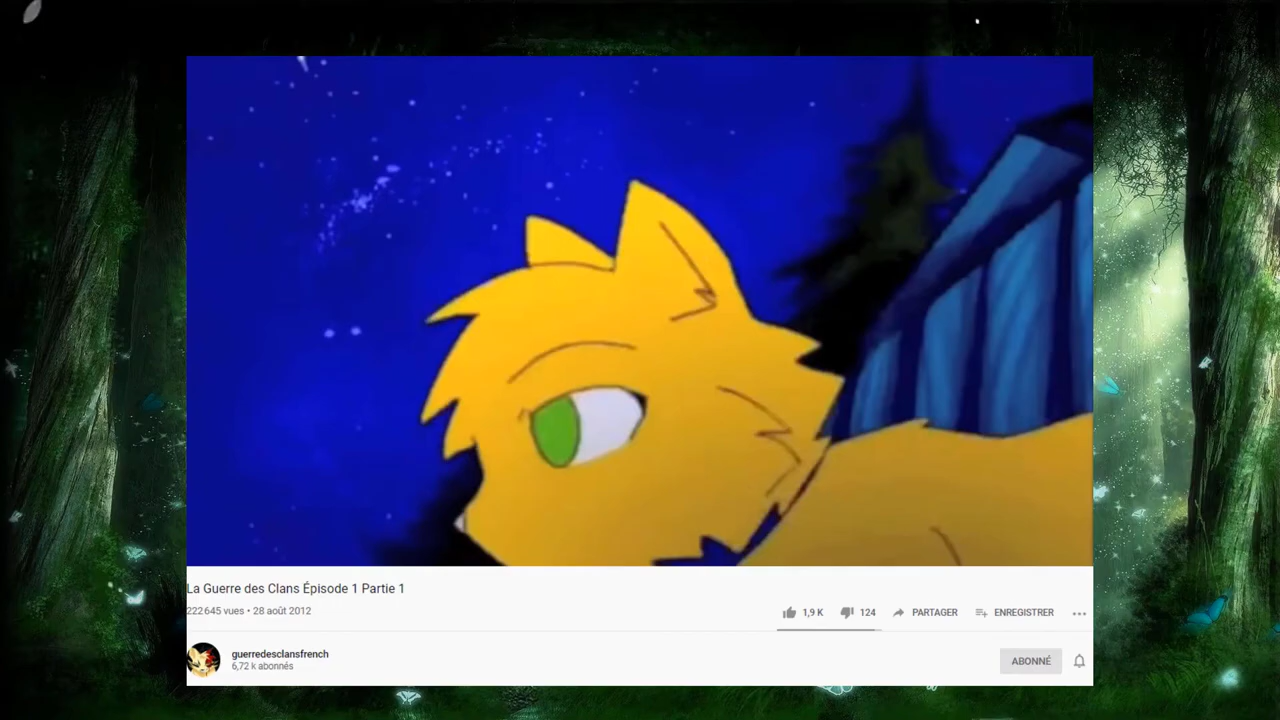 La Guerre des Clans Épisode 1 Partie 1
222 645 vues • 28 août 2012
1,9 K 124 PARTAGER ENREGISTRER
guerredesclansfrench
6,72 k abonnés
ABONNÉ